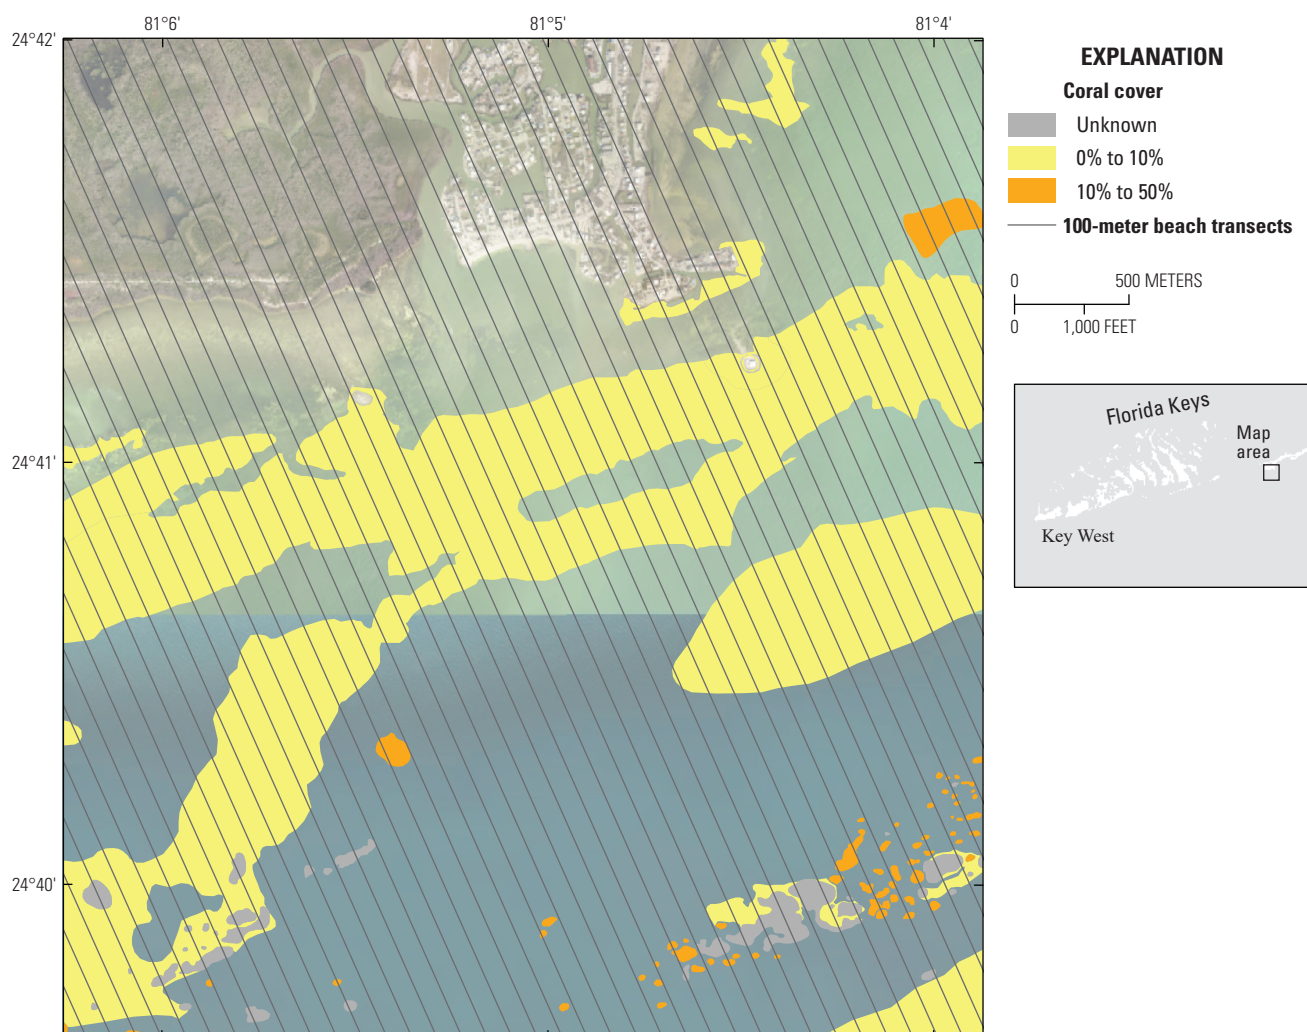 81°6'
81°5'
81°4'
24°42'
24°41'
24°40'
EXPLANATION
Coral cover
Unknown
0% to 10%
10% to 50%
100-meter beach transects
0 500 METERS
0 1,000 FEET
Florida Keys
Map
area
Key West